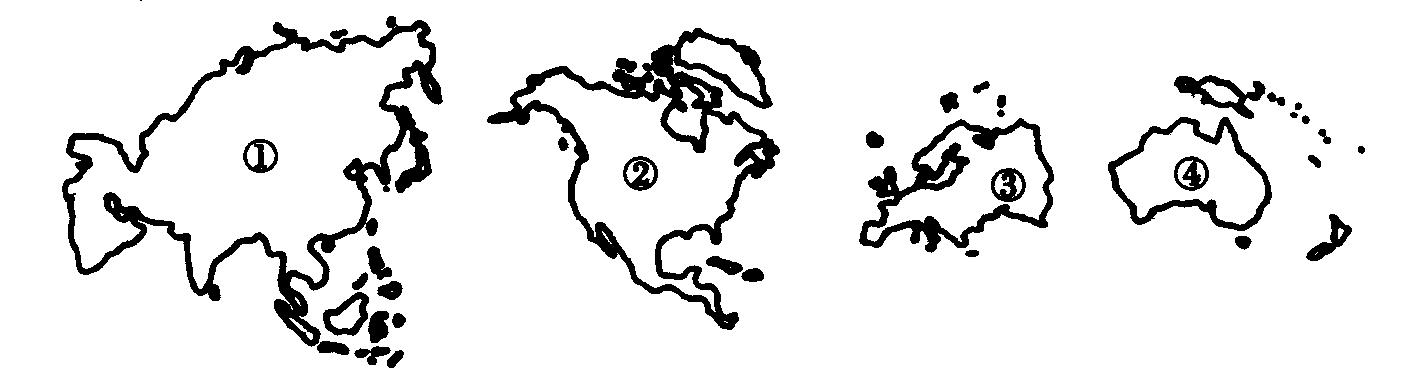 ① ② ③ ④